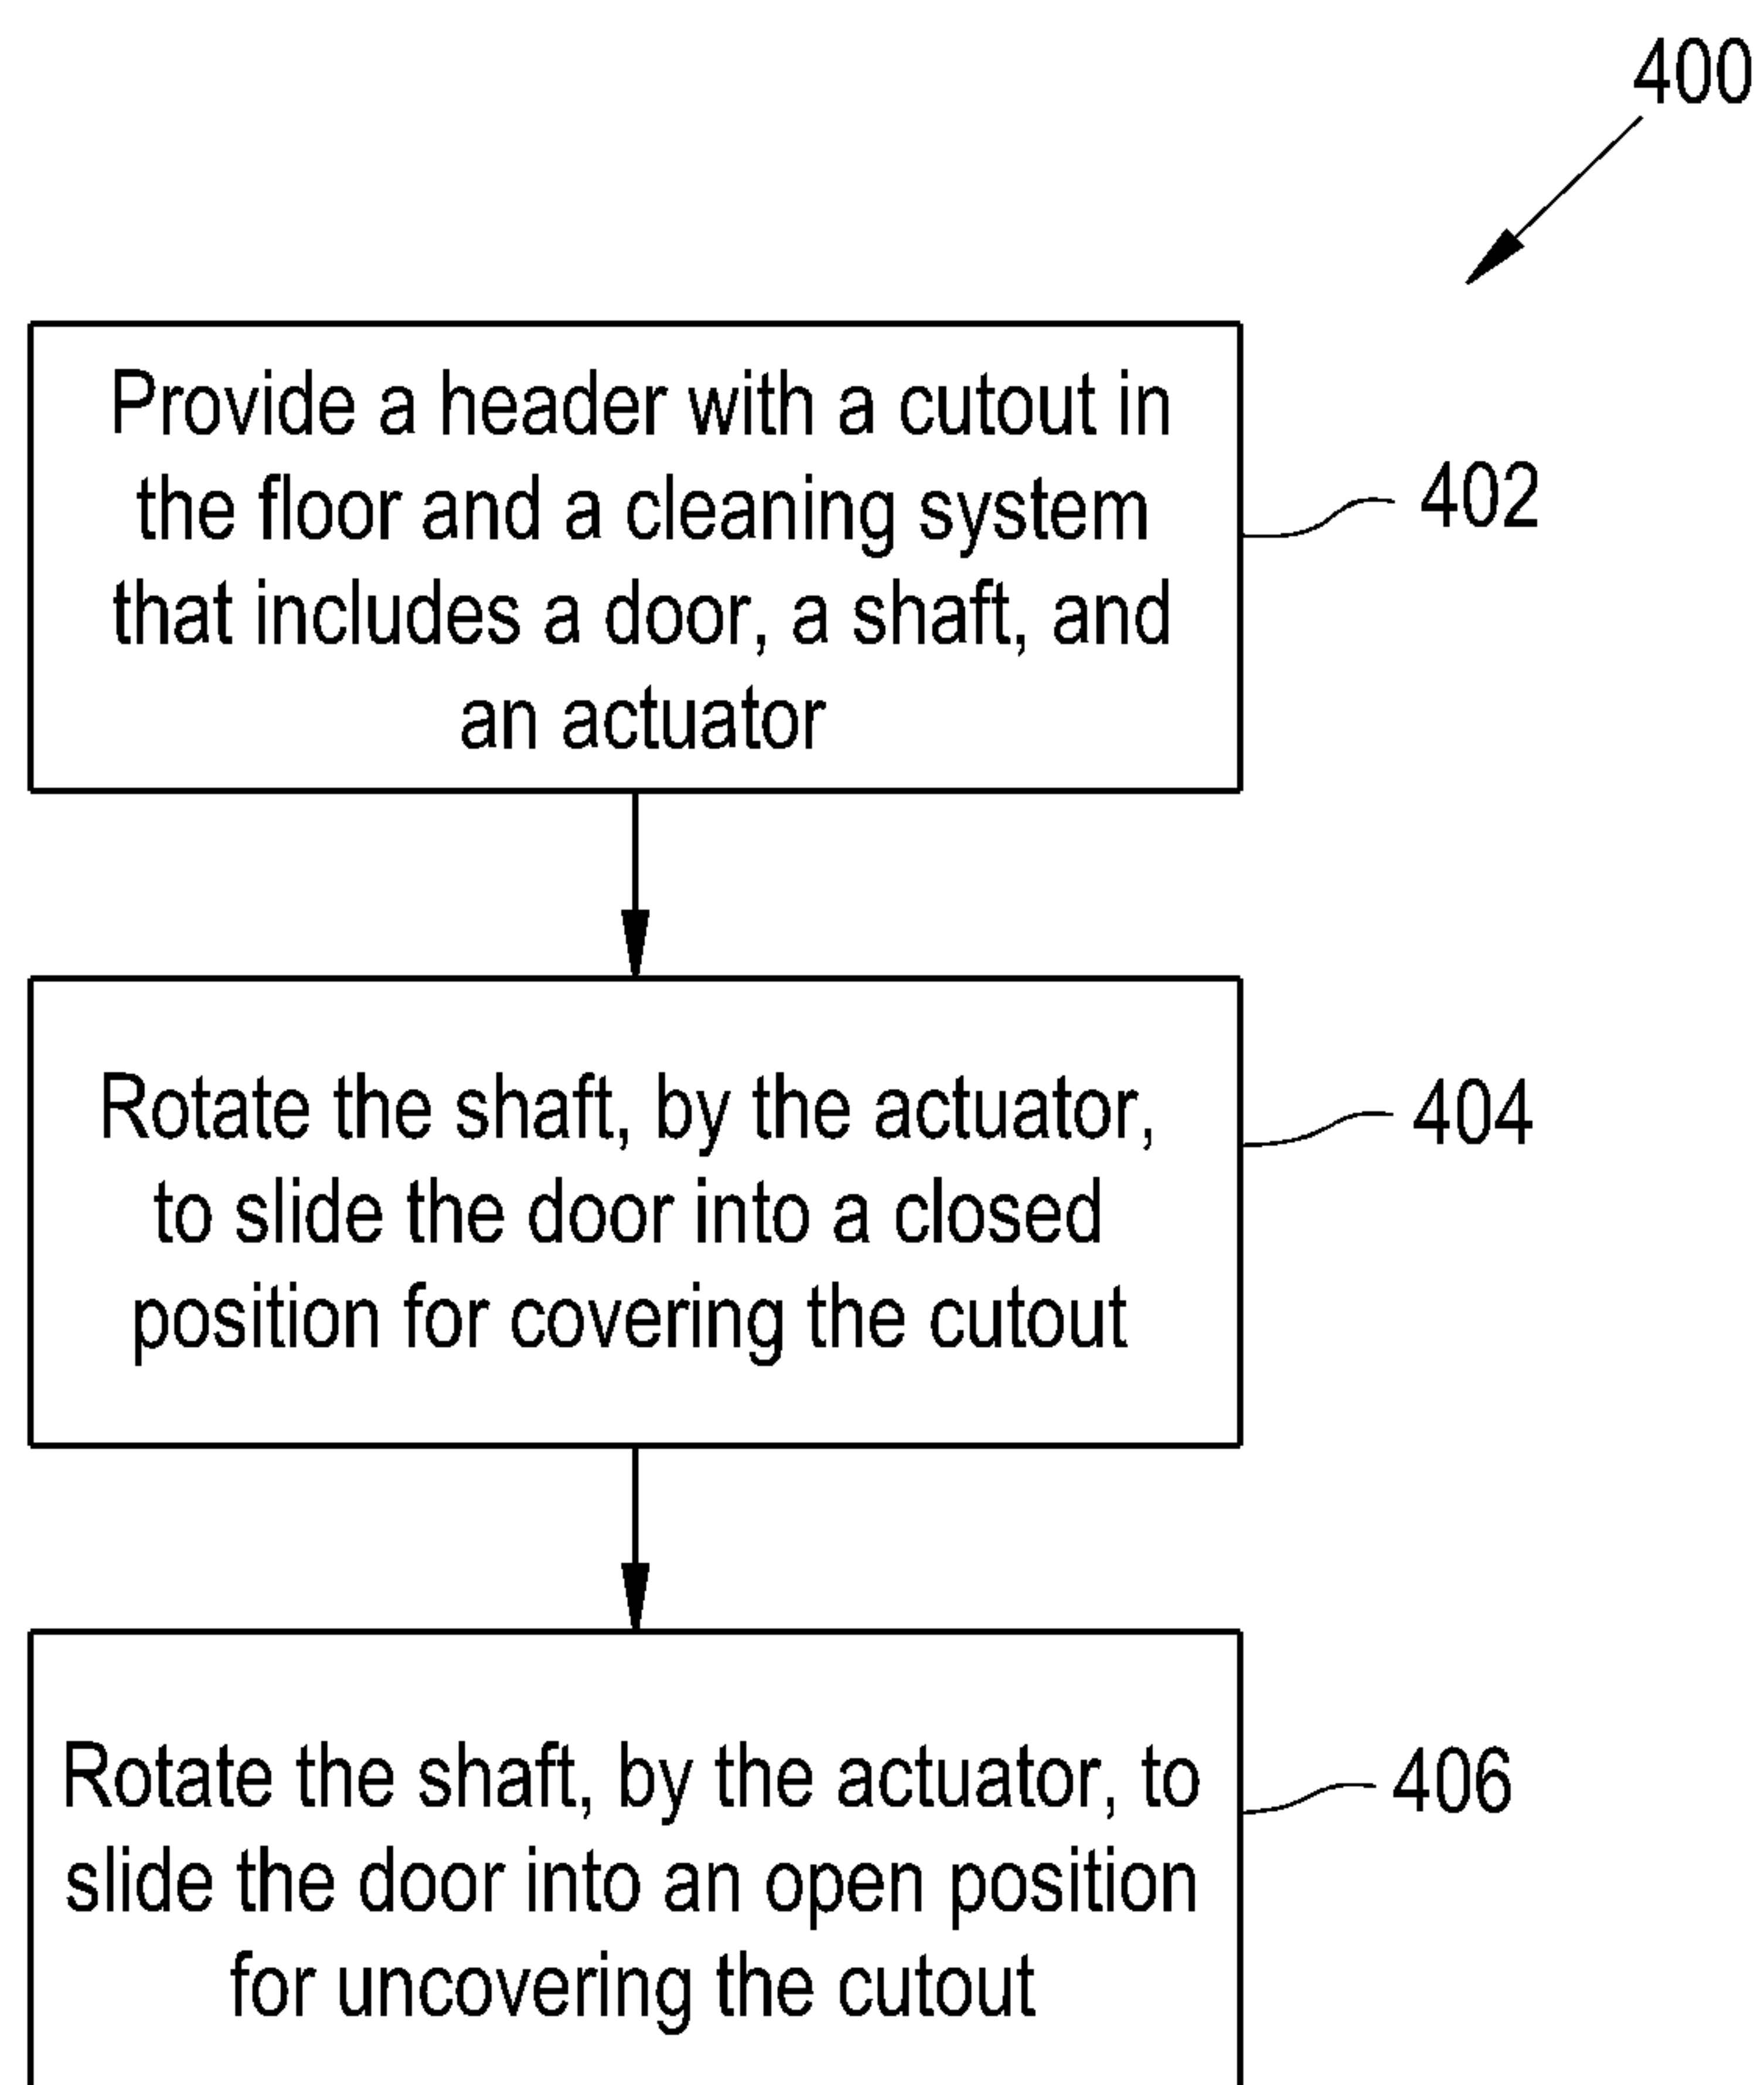 400
Provide a header with a cutout in
the floor and a cleaning system
that includes a door, a shaft, and
an actuator
402
Rotate the shaft, by the actuator,
to slide the door into a closed
position for covering the cutout
404
Rotate the shaft, by the actuator, to
slide the door into an open position
for uncovering the cutout
406